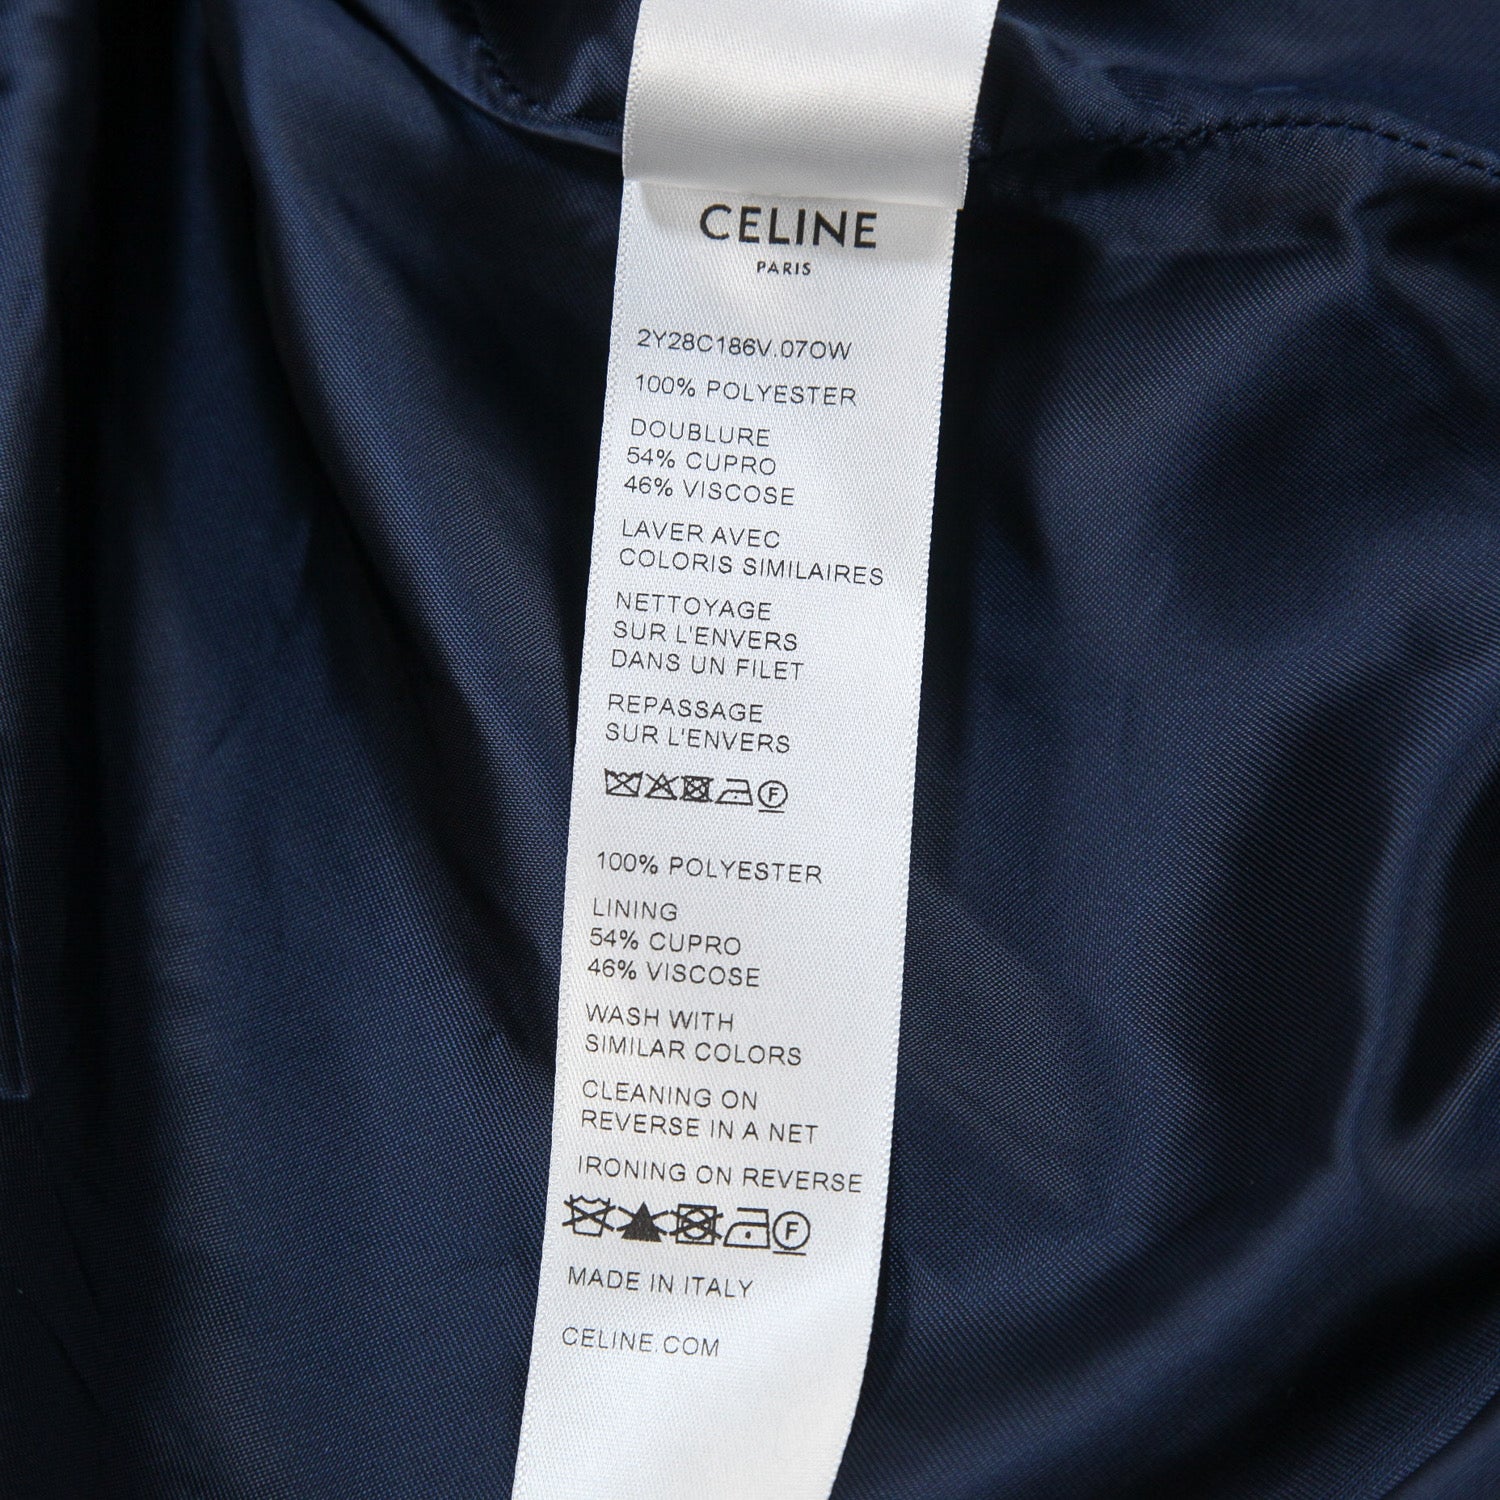 CELINE
PARIS
2Y28C186V.07OW
100% POLYESTER
DOUBLURE
54% CUPRO
46% VISCOSE
LAVER AVEC
COLORIS SIMILAIRES
NETTOYAGE
SUR L'ENVERS
DANS UN FILET
REPASSAGE
SUR L'ENVERS
F
100% POLYESTER
LINING
54% CUPRO
46% VISCOSE
WASH WITH
SIMILAR COLORS
CLEANING ON
REVERSE IN A NET
IRONING ON REVERSE
F
MADE IN ITALY
CELINE.COM